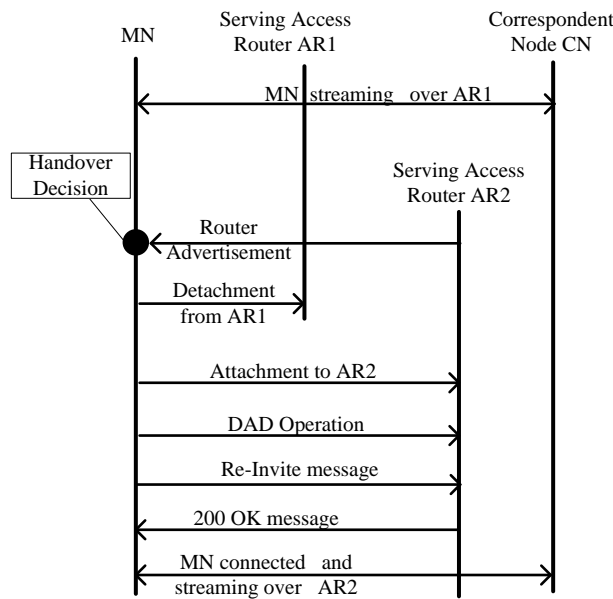 MN
Serving Access
Router AR1
Correspondent
Node CN
MN streaming over AR1
Handover
Decision
Serving Access
Router AR2
Router
Advertisement
Detachment
from AR1
Attachment to AR2
DAD Operation
Re-Invite message
200 OK message
MN connected and
streaming over AR2